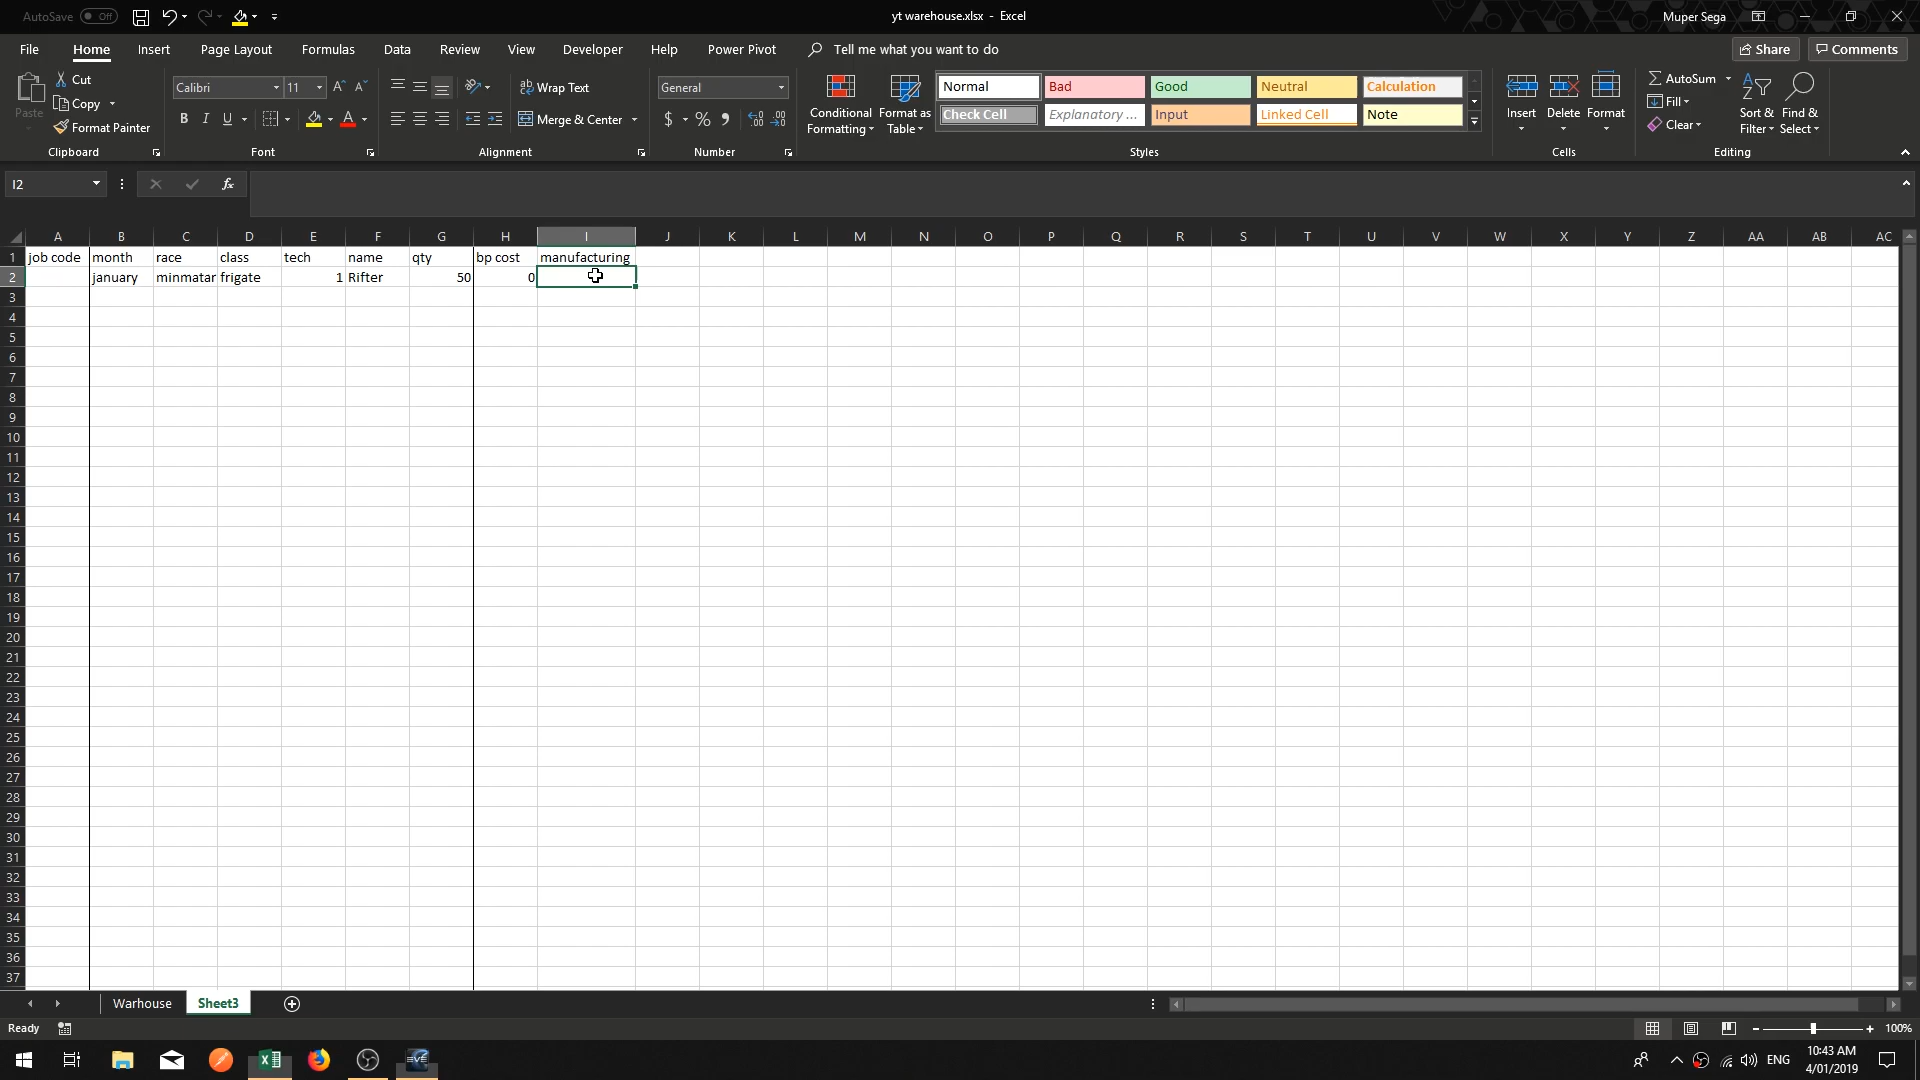 AutoSave Off yt warehouse.xlsx - Excel Muper Sega
File Home Insert Page Layout Formulas Data Review View Developer Help Power Pivot Tell me what you want to do Share Comments
Paste Cut Copy Format Painter Clipboard
Calibri 11 B I U A Font
Wrap Text Merge & Center Alignment
General $ % Number
Conditional Formatting Format as Table
Normal Bad Good Neutral Calculation
Check Cell Explanatory ... Input Linked Cell Note
Styles
Insert Delete Format Cells
AutoSum Fill Clear Sort & Filter Find & Select Editing
I2 fx
A B C D E F G H I J K L M N O P Q R S T U V W X Y Z AA AB AC
1 job code month race class tech name qty bp cost manufacturing
2 january minmatar frigate 1 Rifter 50 0
3
4
5
6
7
8
9
10
11
12
13
14
15
16
17
18
19
20
21
22
23
24
25
26
27
28
29
30
31
32
33
34
35
36
37
Warhouse Sheet3
Ready 100%
EVE ENG 10:43 AM
4/01/2019